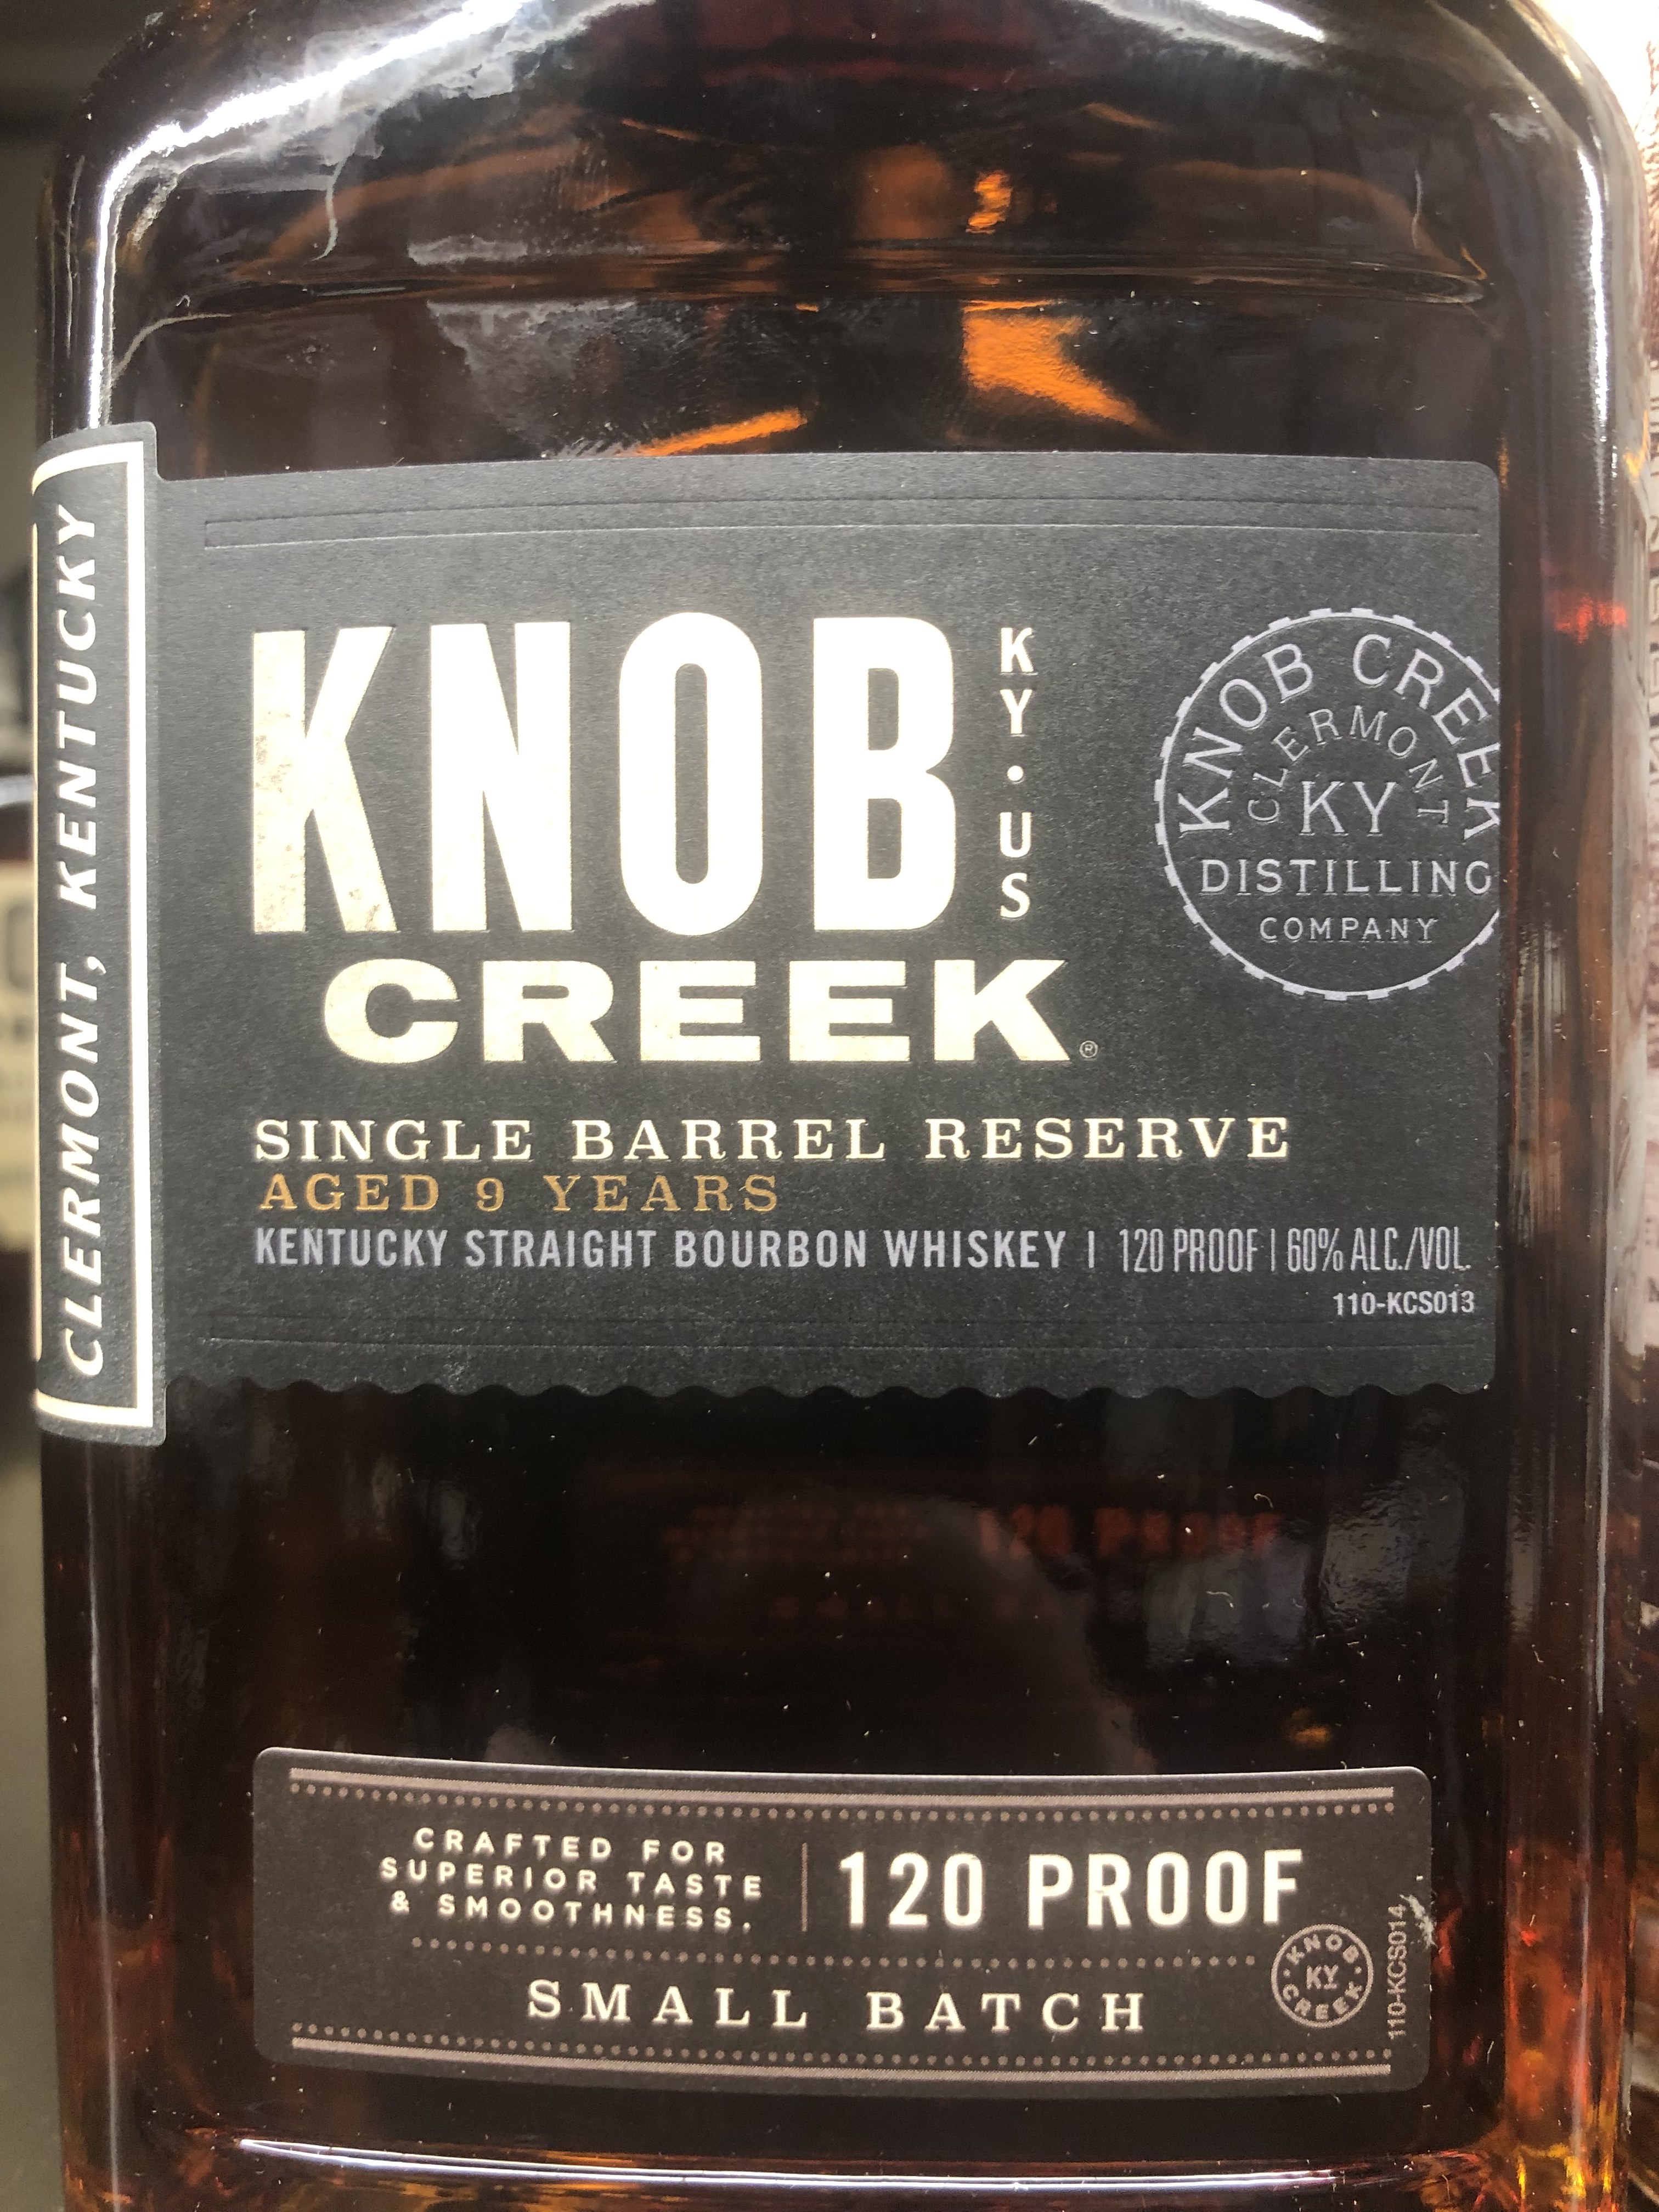 CLERMONT, KENTUCKY
KNOB
KY·US
CREEK®
KNOB CREEK
CLERMONT
KY
DISTILLING
COMPANY
SINGLE BARREL RESERVE
AGED 9 YEARS
KENTUCKY STRAIGHT BOURBON WHISKEY | 120 PROOF | 60% ALC./VOL.
110-KCS013
120 PROOF
CRAFTED FOR
SUPERIOR TASTE
& SMOOTHNESS.
120 PROOF
SMALL BATCH
KNOB
KY
CREEK
110-KCS014